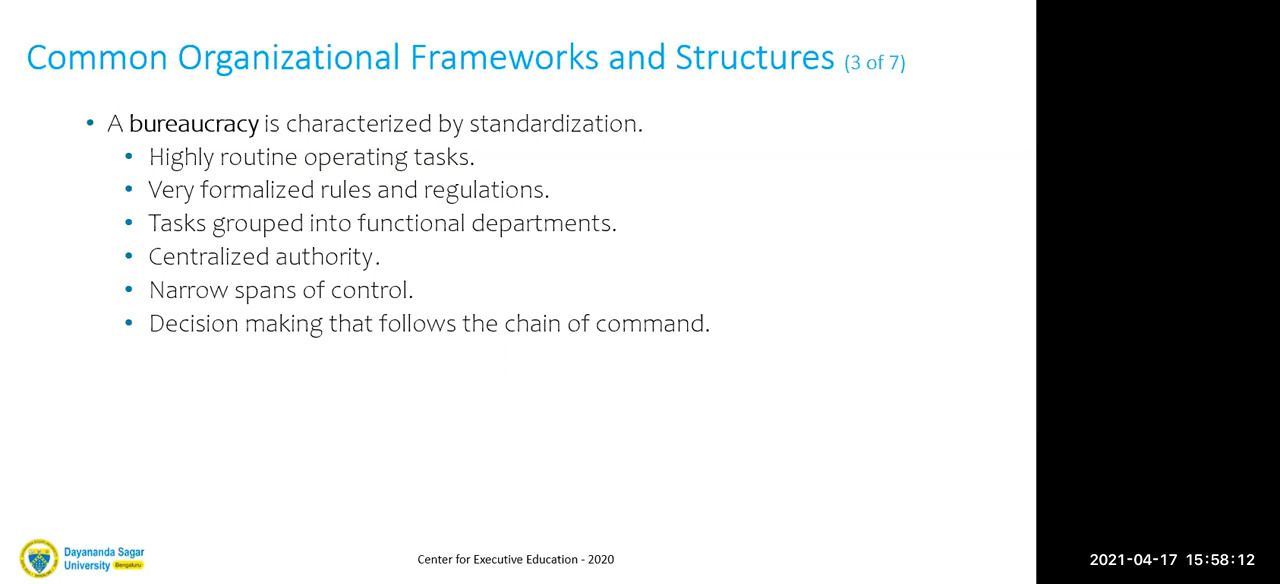 Common Organizational Frameworks and Structures (3 of 7)
• A bureaucracy is characterized by standardization.
• Highly routine operating tasks.
• Very formalized rules and regulations.
• Tasks grouped into functional departments.
• Centralized authority.
• Narrow spans of control.
• Decision making that follows the chain of command.
Dayananda Sagar
University Bengaluru
Center for Executive Education - 2020
2021-04-17 15:58:12